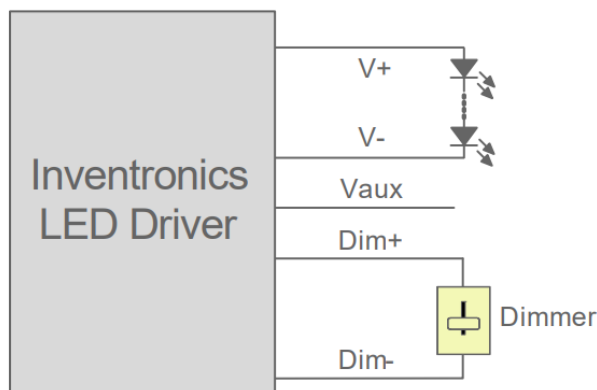 Inventronics
LED Driver
V+
V-
Vaux
Dim+
Dimmer
Dim-